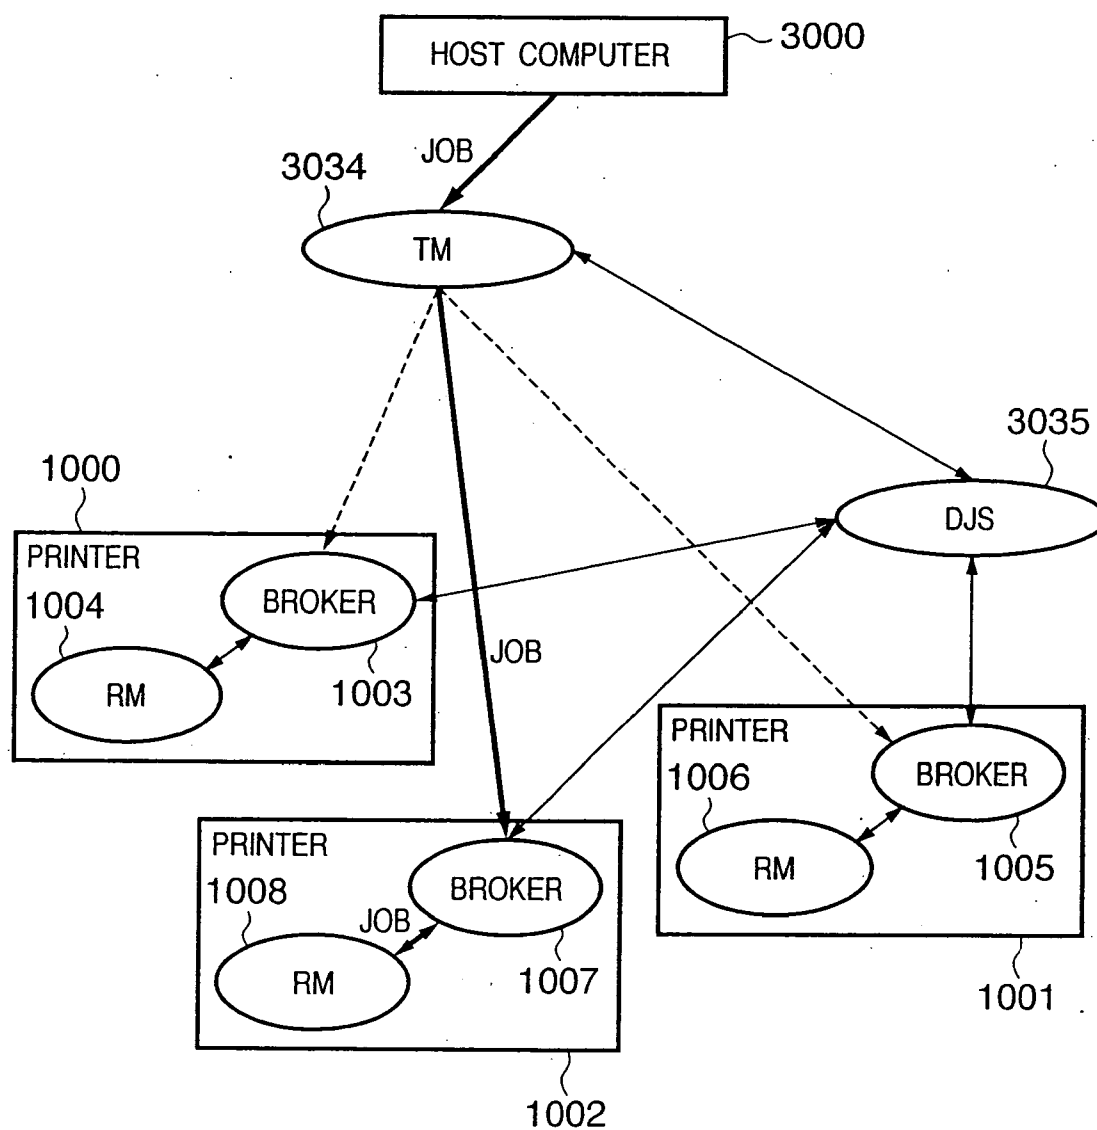 HOST COMPUTER
3000
JOB
3034
TM
3035
DJS
1000
PRINTER
1004
BROKER
RM
1003
JOB
PRINTER
1006
BROKER
RM
1005
1001
PRINTER
1008
BROKER
JOB
RM
1007
1002